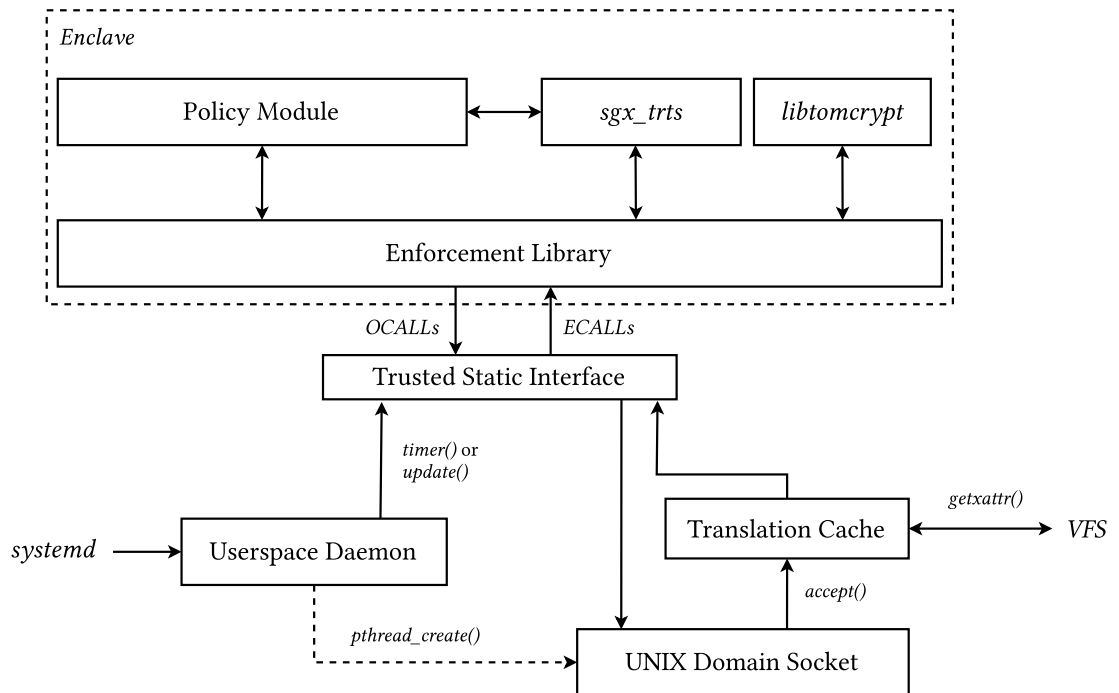 Enclave
Policy Module
sgx_trts
libtomcrypt
Enforcement Library
OCALLs
ECALLs
Trusted Static Interface
timer() or
update()
getxattr()
systemd
Userspace Daemon
Translation Cache
VFS
accept()
pthread_create()
UNIX Domain Socket